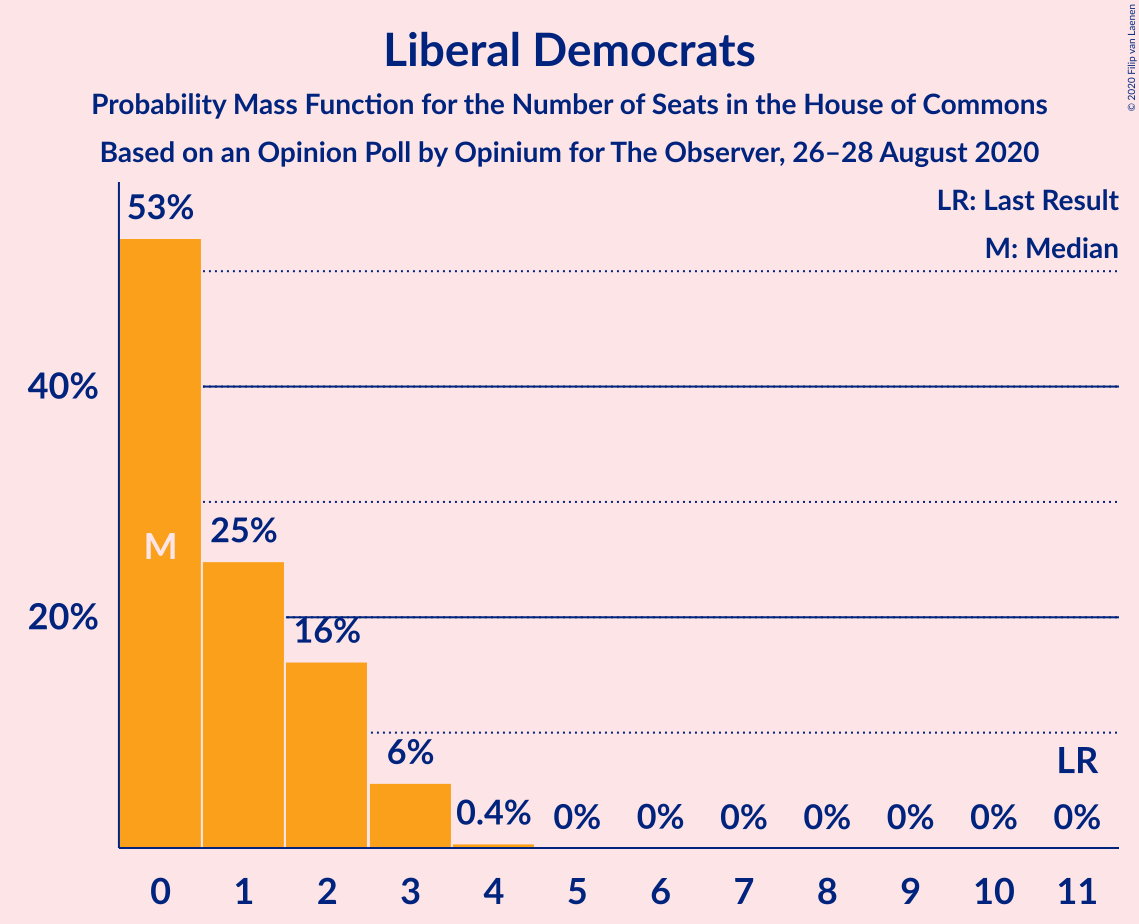 Liberal Democrats
Probability Mass Function for the Number of Seats in the House of Commons
Based on an Opinion Poll by Opinium for The Observer, 26–28 August 2020
© 2020 Filip van Laenen
LR: Last Result
M: Median
53%
40%
M
25%
20%
16%
6%
LR
0.4%
0% 0% 0% 0% 0% 0% 0%
0 1 2 3 4 5 6 7 8 9 10 11